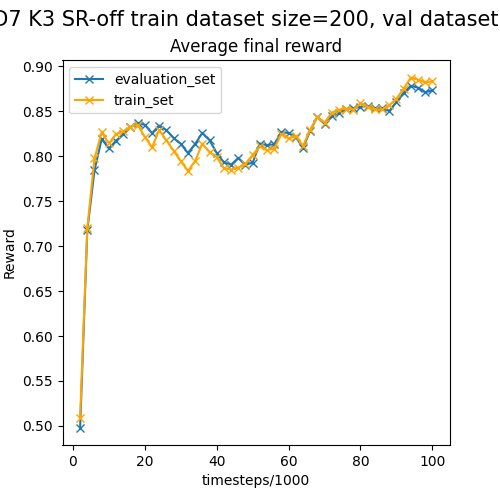 D7 K3 SR-off train dataset size=200, val dataset
Average final reward
evaluation_set
train_set
Reward
0.90
0.85
0.80
0.75
0.70
0.65
0.60
0.55
0.50
0 20 40 60 80 100
timesteps/1000